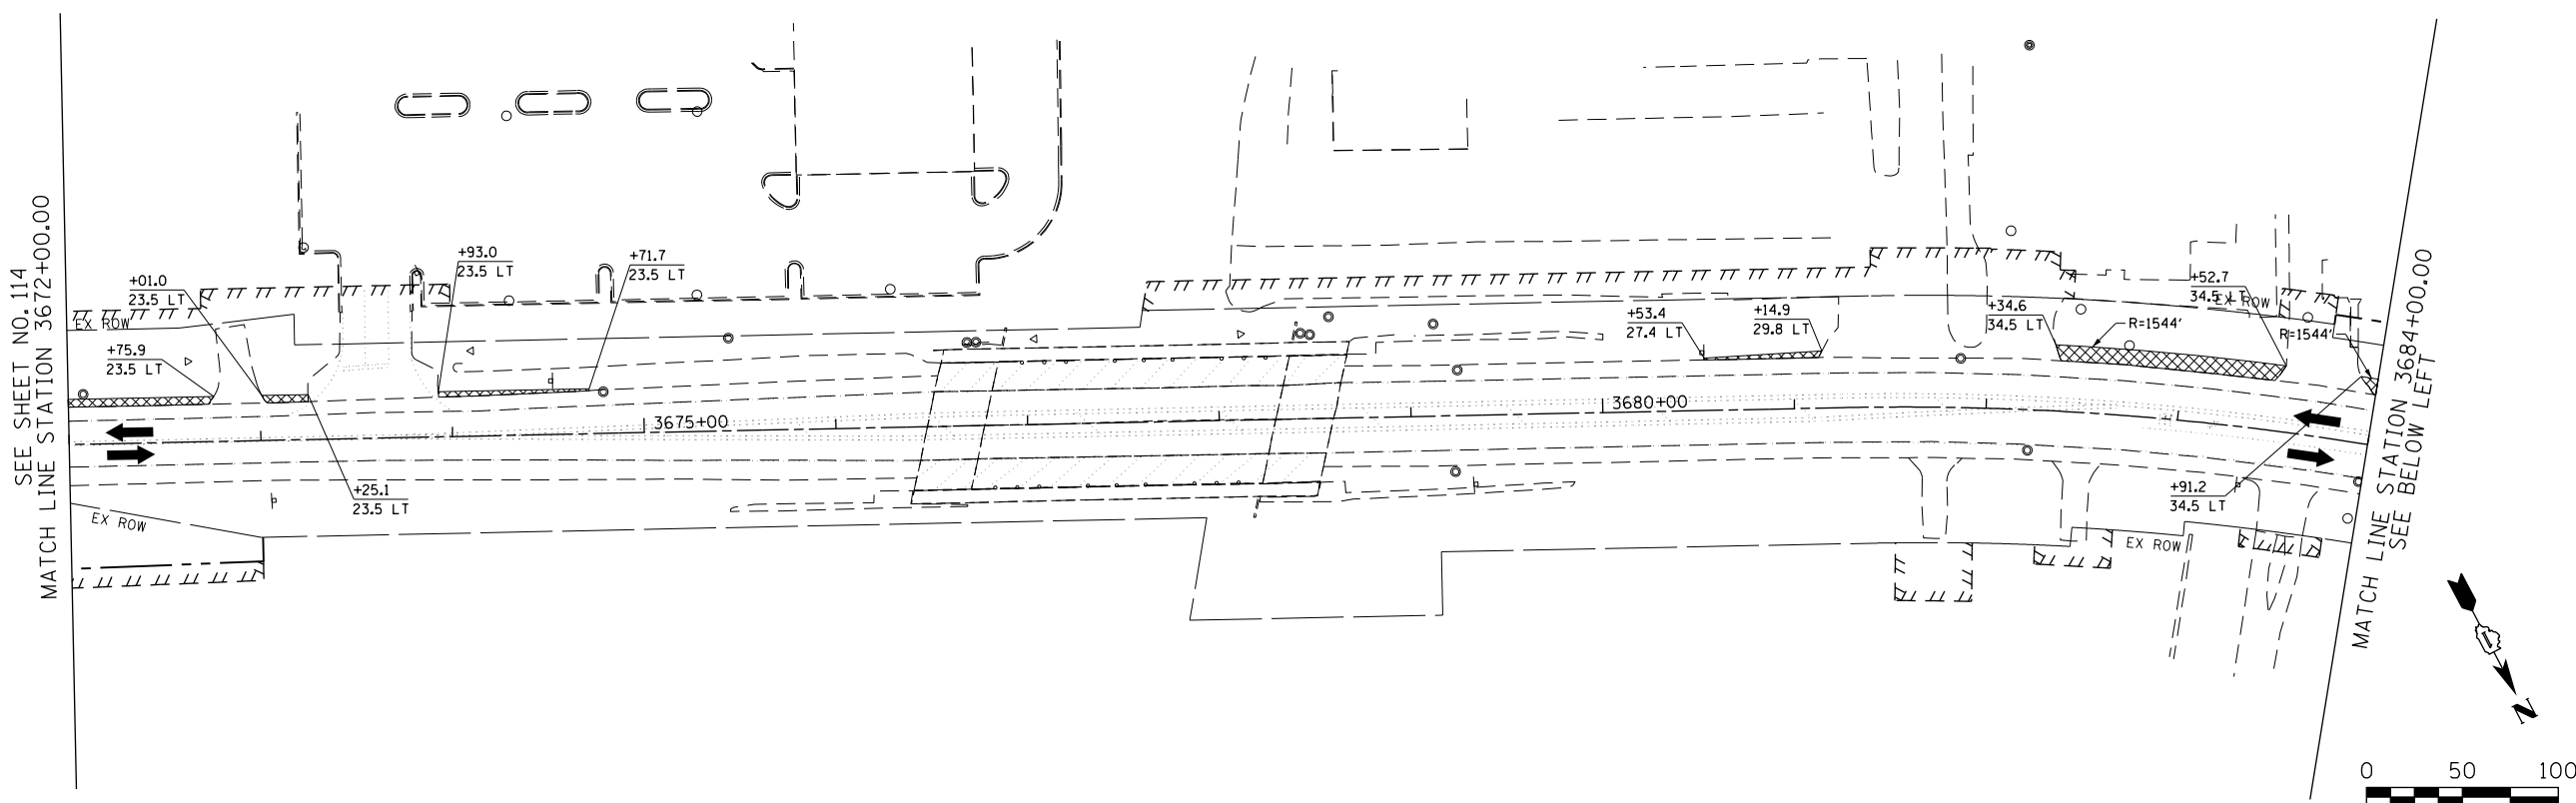 SEE SHEET NO. 114
MATCH LINE STATION 3672+00.00
+01.0
23.5 LT
EX ROW
+75.9
23.5 LT
+93.0
23.5 LT
+71.7
23.5 LT
3675+00
+25.1
23.5 LT
EX ROW
+53.4
27.4 LT
+14.9
29.8 LT
3680+00
+34.6
34.5 LT
R=1544'
+52.7
34.5 LT
EX ROW
R=1544'
+91.2
34.5 LT
EX ROW
MATCH LINE STATION 3684+00.00
SEE BELOW LEFT
N
0 50 100